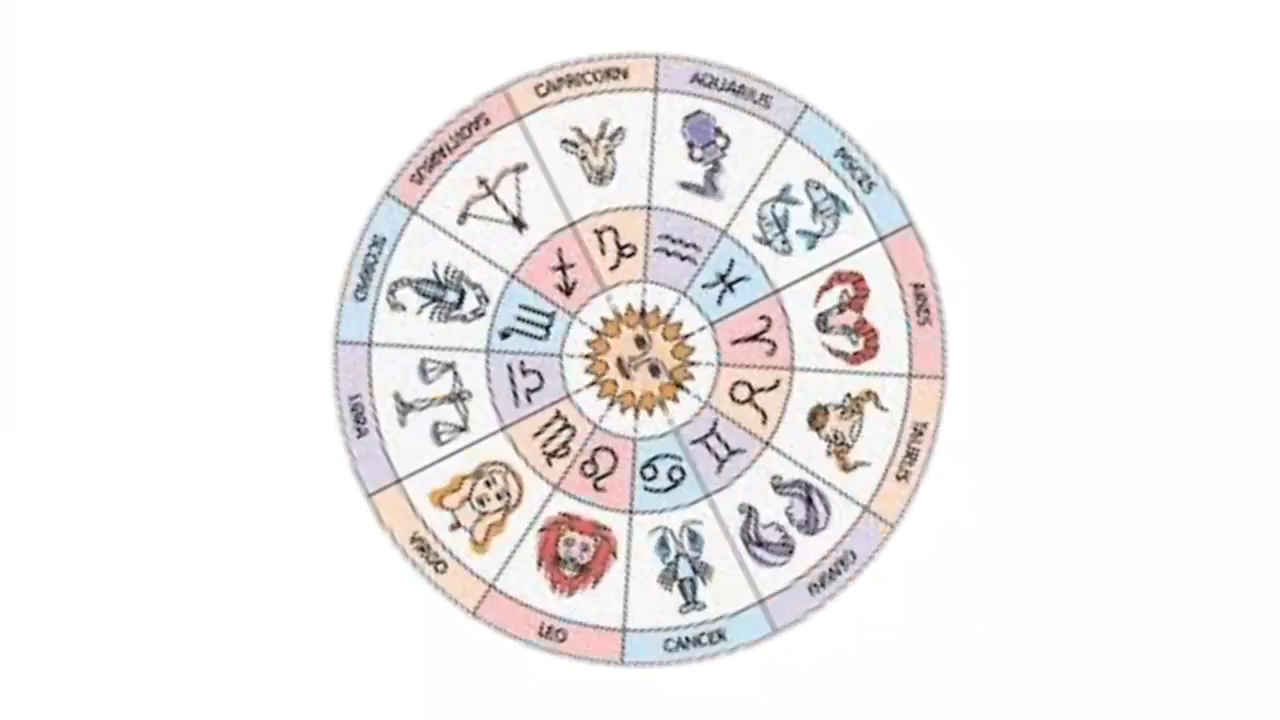 CAPRICORN
AQUARIUS
PISCES
ARIES
TAURUS
GEMINI
CANCER
LEO
VIRGO
LIBRA
SCORPIO
SAGITTARIUS